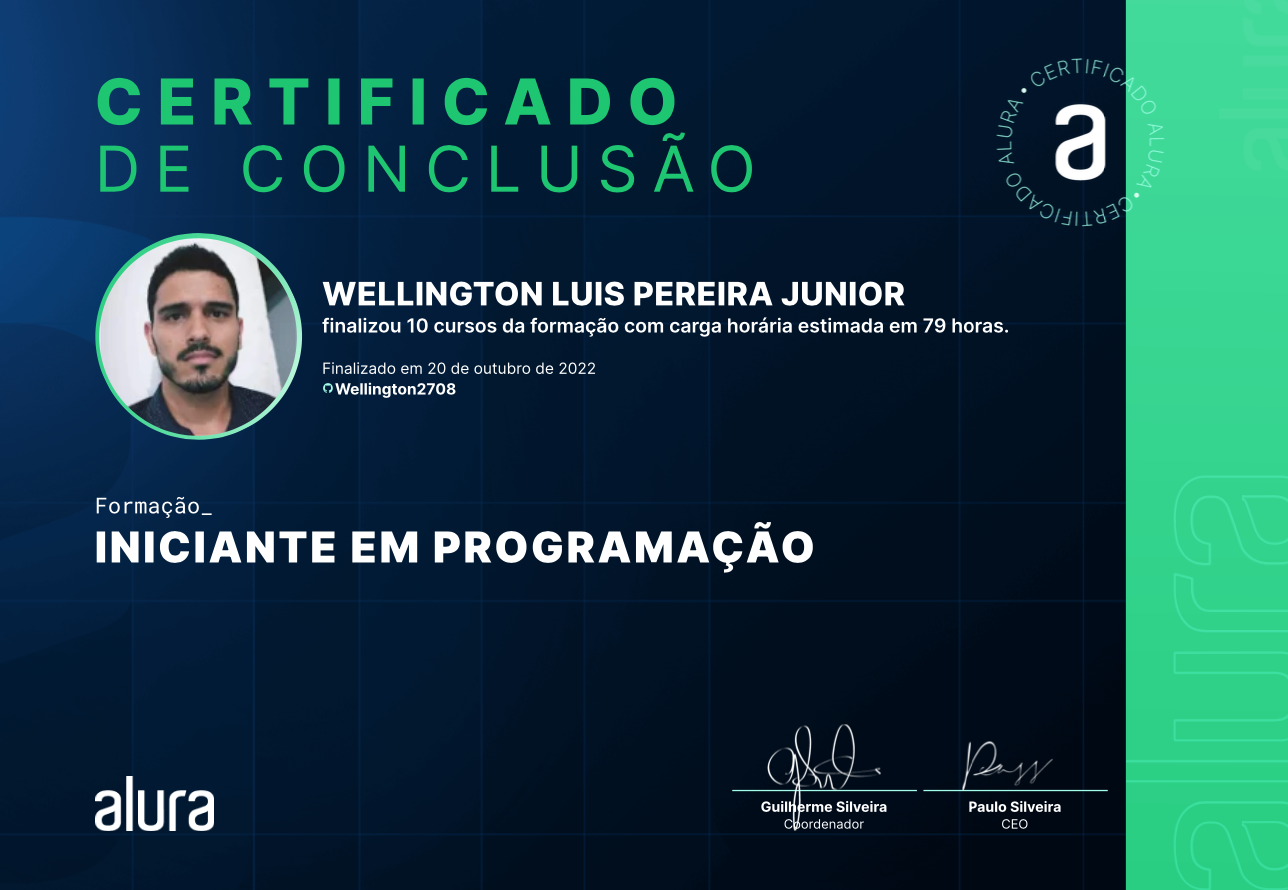 CERTIFICADO
DE CONCLUSÃO
CERTIFICADO ALURA • CERTIFICADO ALURA •
a
WELLINGTON LUIS PEREIRA JUNIOR
finalizou 10 cursos da formação com carga horária estimada em 79 horas.
Finalizado em 20 de outubro de 2022
Wellington2708
Formação_
INICIANTE EM PROGRAMAÇÃO
alura
Guilherme Silveira
Coordenador
Paulo Silveira
CEO
alura
alura